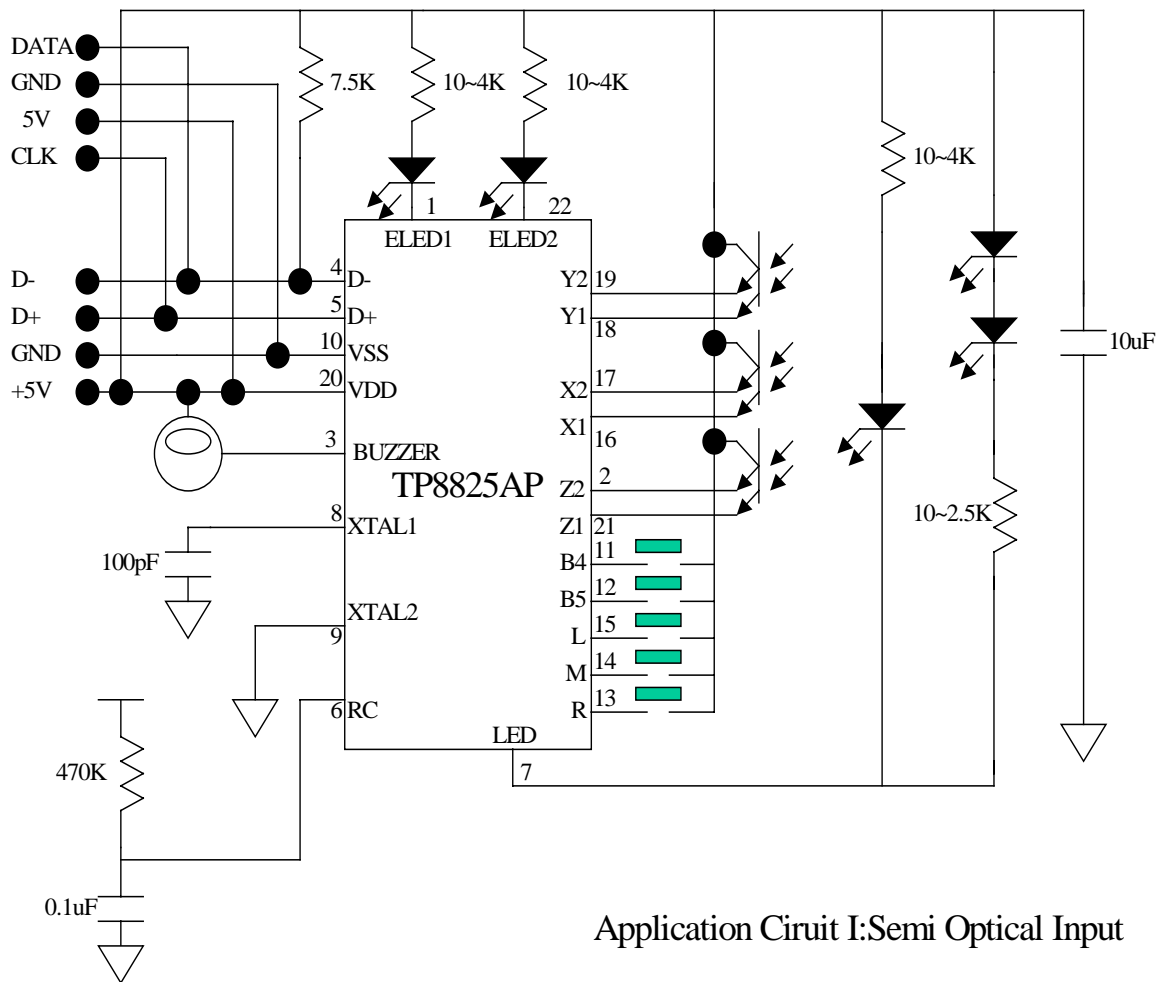 DATA
GND
5V
CLK
7.5K
10~4K
10~4K
10~4K
1
22
ELED1
ELED2
D-
4
D-
Y2
19
D+
5
D+
Y1
18
GND
10
VSS
10uF
+5V
20
VDD
X2
17
X1
16
3
BUZZER
TP8825AP
Z2
2
10~2.5K
8
XTAL1
Z1
21
100pF
11
B4
12
B5
XTAL2
9
15
L
14
M
13
R
6
RC
LED
7
470K
0.1uF
Application Ciruit I:Semi Optical Input